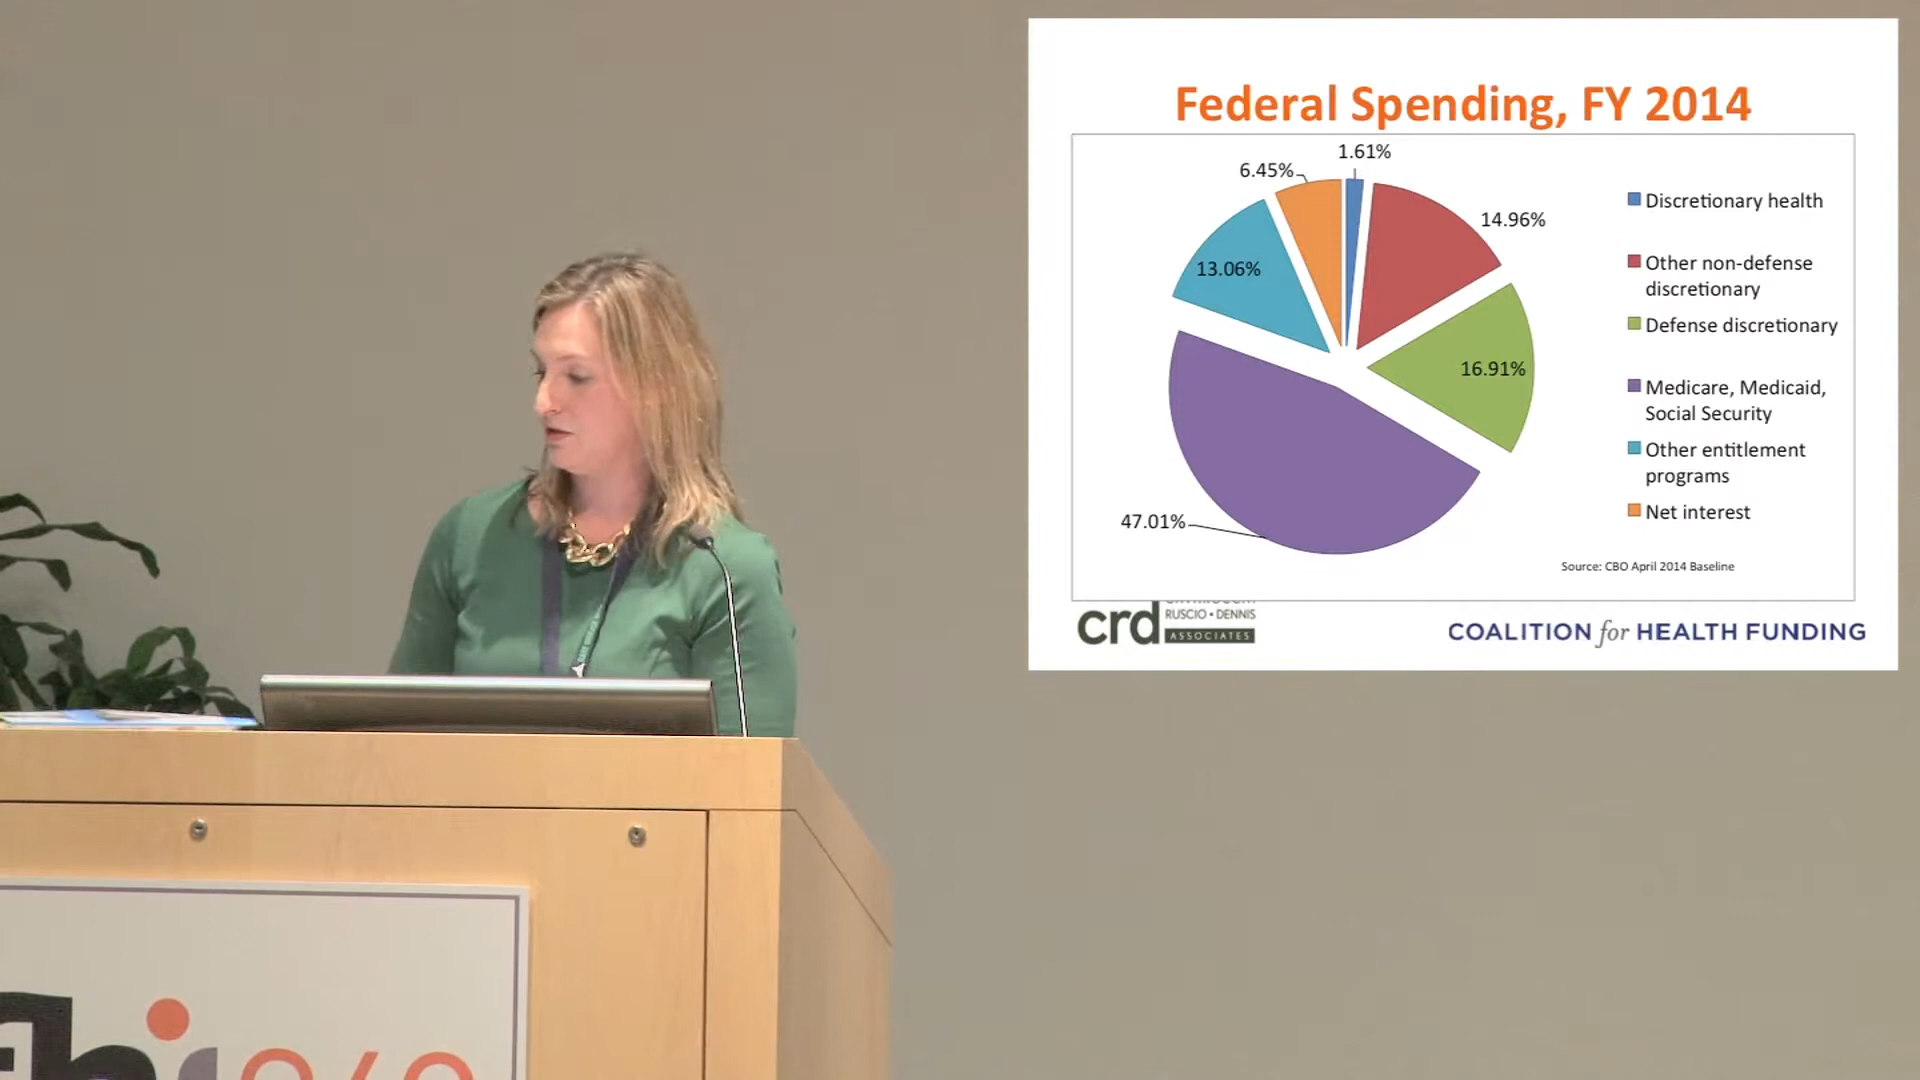 Federal Spending, FY 2014
1.61%
6.45%
14.96%
13.06%
16.91%
47.01%
Discretionary health
Other non-defense
discretionary
Defense discretionary
Medicare, Medicaid,
Social Security
Other entitlement
programs
Net interest
Source: CBO April 2014 Baseline
crd
RUSCIO • DENNIS
ASSOCIATES
COALITION for HEALTH FUNDING
fhi360